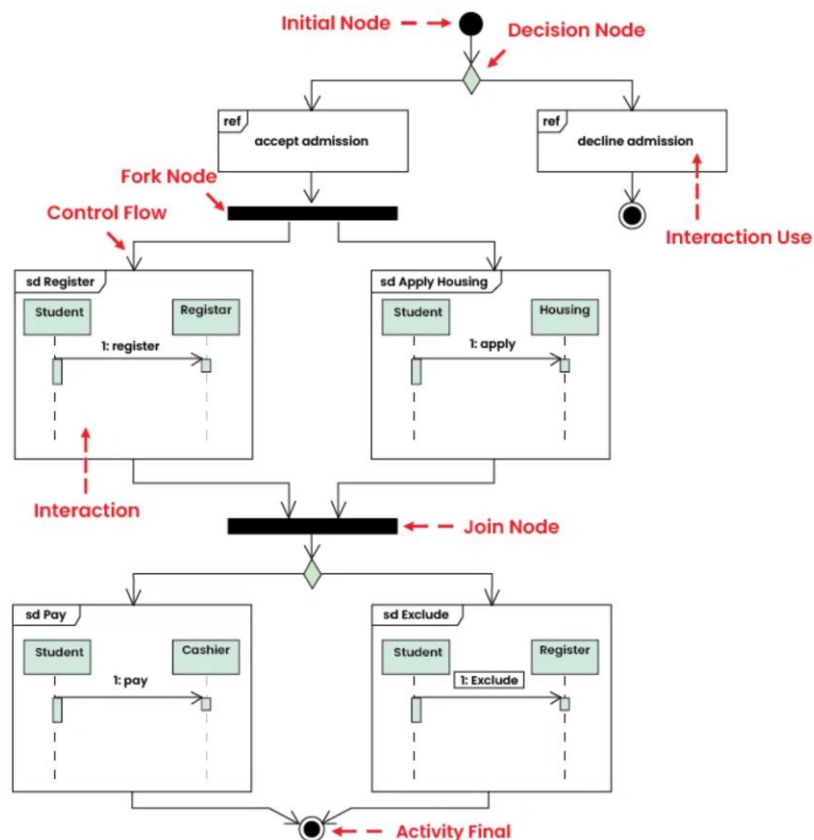 Initial Node
Decision Node
ref
accept admission
ref
decline admission
Fork Node
Control Flow
Interaction Use
sd Register
Student
Registar
1: register
sd Apply Housing
Student
Housing
1: apply
Interaction
Join Node
sd Pay
Student
Cashier
1: pay
sd Exclude
Student
Register
1: Exclude
Activity Final